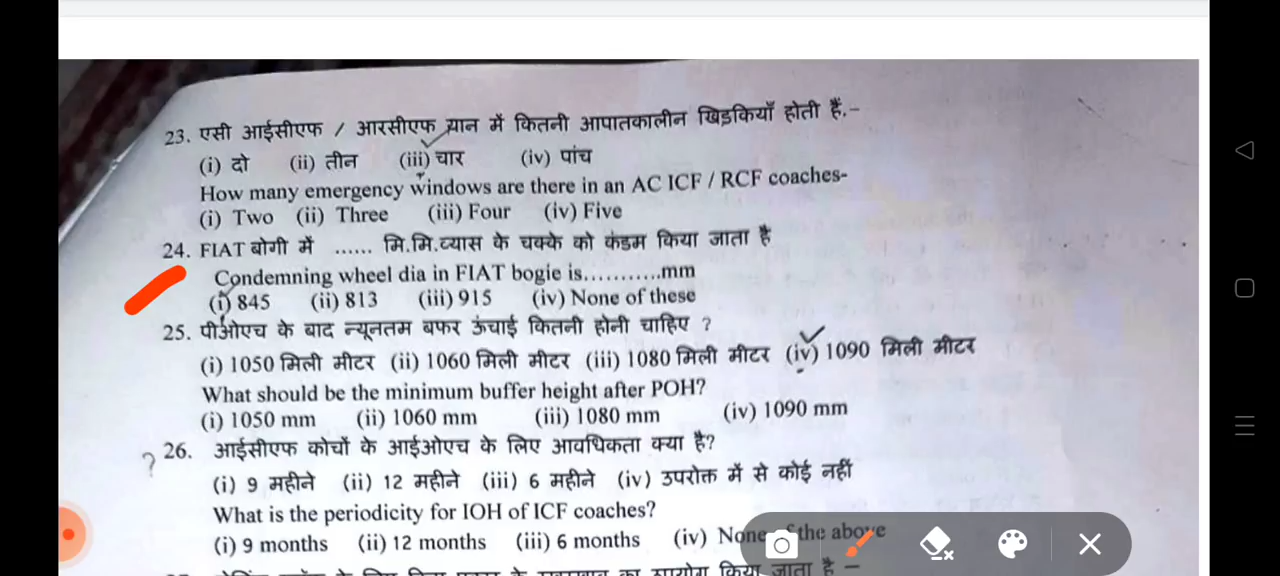 23. एसी आईसीएफ / आरसीएफ यान में कितनी आपातकालीन खिड़कियाँ होती हैं,-
(i) दो (ii) तीन (iii) चार (iv) पांच
How many emergency windows are there in an AC ICF / RCF coaches-
(i) Two (ii) Three (iii) Four (iv) Five
24. FIAT बोगी में ...... मि.मि.व्यास के चक्के को कंडम किया जाता है
Condemning wheel dia in FIAT bogie is...........mm
(i) 845 (ii) 813 (iii) 915 (iv) None of these
25. पीओएच के बाद न्यूनतम बफर ऊंचाई कितनी होनी चाहिए ?
(i) 1050 मिली मीटर (ii) 1060 मिली मीटर (iii) 1080 मिली मीटर (iv) 1090 मिली मीटर
What should be the minimum buffer height after POH?
(i) 1050 mm (ii) 1060 mm (iii) 1080 mm (iv) 1090 mm
? 26. आईसीएफ कोचों के आईओएच के लिए आवधिकता क्या है?
(i) 9 महीने (ii) 12 महीने (iii) 6 महीने (iv) उपरोक्त में से कोई नहीं
What is the periodicity for IOH of ICF coaches?
(i) 9 months (ii) 12 months (iii) 6 months (iv) None of the above
का उपयोग किया जाता है –